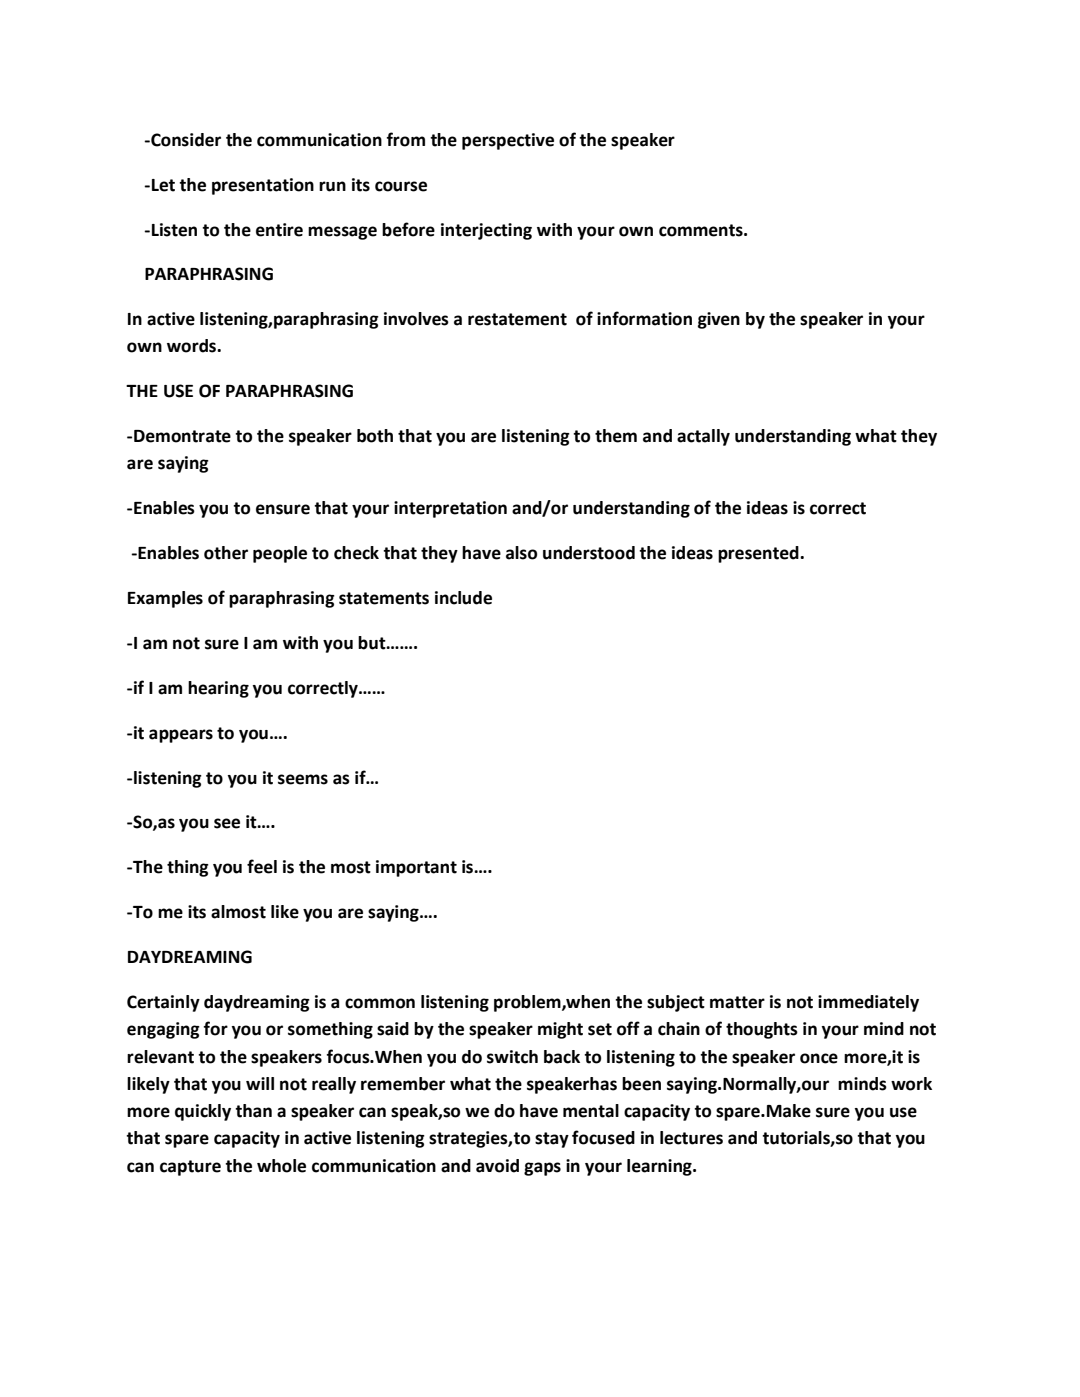 -Consider the communication from the perspective of the speaker
-Let the presentation run its course
-Listen to the entire message before interjecting with your own comments.
PARAPHRASING
In active listening,paraphrasing involves a restatement  of information given by the speaker in your
own words.
THE USE OF PARAPHRASING
-Demontrate to the speaker both that you are listening to them and actally understanding what they
are saying
-Enables you to ensure that your interpretation and/or understanding of the ideas is correct
-Enables other people to check that they have also understood the ideas presented.
Examples of paraphrasing statements include
-I am not sure I am with you but…….
-if I am hearing you correctly……
-it appears to you….
-listening to you it seems as if…
-So,as you see it….
-The thing you feel is the most important is….
-To me its almost like you are saying….
DAYDREAMING
Certainly daydreaming is a common listening problem,when the subject matter is not immediately
engaging for you or something said by the speaker might set off a chain of thoughts in your mind not
relevant to the speakers focus.When you do switch back to listening to the speaker once more,it is
likely that you will not really remember what the speakerhas been saying.Normally,our  minds work
more quickly than a speaker can speak,so we do have mental capacity to spare.Make sure you use
that spare capacity in active listening strategies,to stay focused in lectures and tutorials,so that you
can capture the whole communication and avoid gaps in your learning.